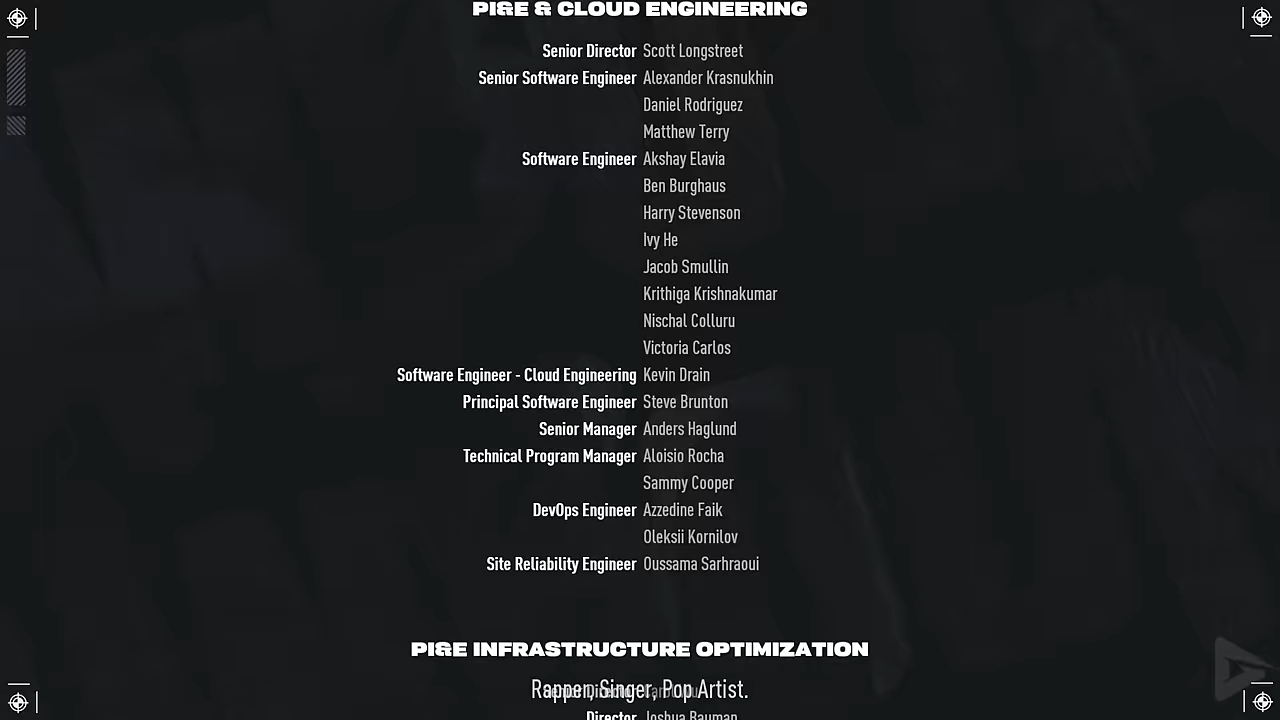 PI&E & CLOUD ENGINEERING
Senior Director Scott Longstreet
Senior Software Engineer Alexander Krasnukhin
Daniel Rodriguez
Matthew Terry
Software Engineer Akshay Elavia
Ben Burghaus
Harry Stevenson
Ivy He
Jacob Smullin
Krithiga Krishnakumar
Nischal Colluru
Victoria Carlos
Software Engineer - Cloud Engineering Kevin Drain
Principal Software Engineer Steve Brunton
Senior Manager Anders Haglund
Technical Program Manager Aloisio Rocha
Sammy Cooper
DevOps Engineer Azzedine Faik
Oleksii Kornilov
Site Reliability Engineer Oussama Sarhraoui
PI&E INFRASTRUCTURE OPTIMIZATION
Rapper, Singer, Pop Artist.
Director Joshua Bauman